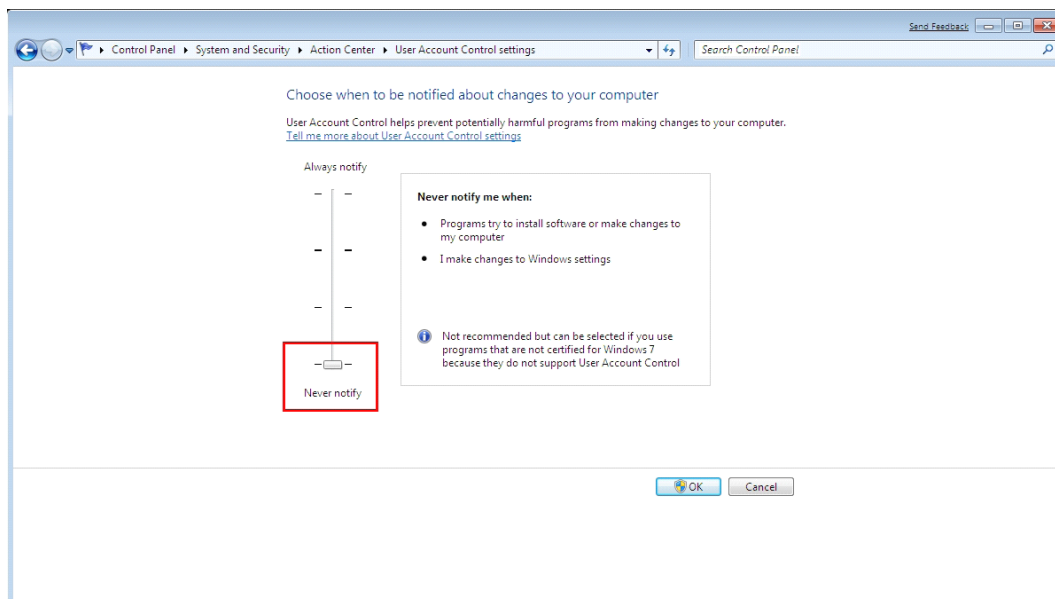 Send Feedback
Control Panel ▸ System and Security ▸ Action Center ▸ User Account Control settings
Search Control Panel
Choose when to be notified about changes to your computer
User Account Control helps prevent potentially harmful programs from making changes to your computer.
Tell me more about User Account Control settings
Always notify
Never notify me when:
• Programs try to install software or make changes to
my computer
• I make changes to Windows settings
Not recommended but can be selected if you use
programs that are not certified for Windows 7
because they do not support User Account Control
Never notify
OK
Cancel